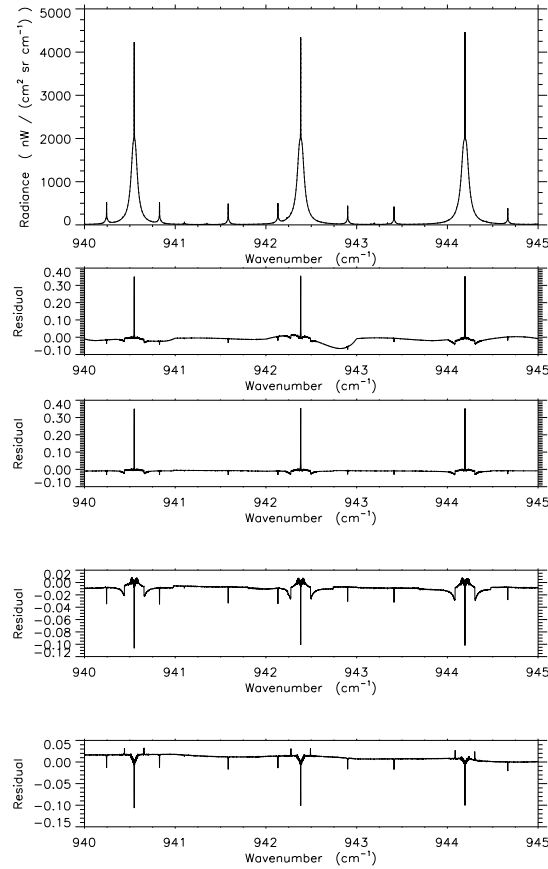 5000
4000
3000
2000
1000
0
Radiance ( nW / (cm² sr cm⁻¹) )
940 941 942 943 944 945
Wavenumber (cm⁻¹)
0.40
0.30
0.20
0.10
0.00
−0.10
Residual
940 941 942 943 944 945
Wavenumber (cm⁻¹)
0.40
0.30
0.20
0.10
0.00
−0.10
Residual
940 941 942 943 944 945
Wavenumber (cm⁻¹)
0.02
0.00
−0.02
−0.04
−0.06
−0.08
−0.10
−0.12
Residual
940 941 942 943 944 945
Wavenumber (cm⁻¹)
0.05
0.00
−0.05
−0.10
−0.15
Residual
940 941 942 943 944 945
Wavenumber (cm⁻¹)